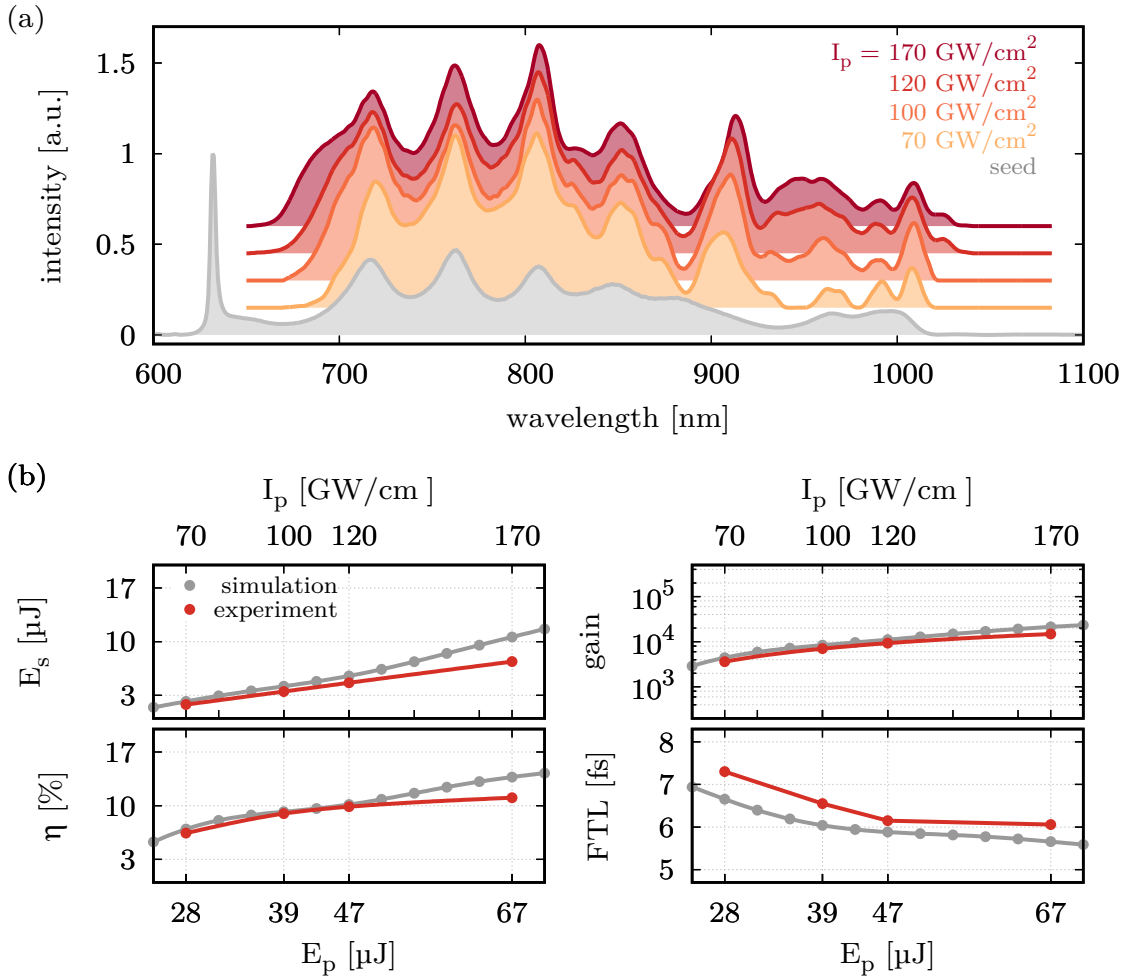 (a)
1.5
1
0.5
0
intensity [a.u.]
I_p = 170 GW/cm²
120 GW/cm²
100 GW/cm²
70 GW/cm²
seed
600 700 800 900 1000 1100
wavelength [nm]
(b)
I_p [GW/cm ]
70 100 120 170
E_s [µJ]
17
10
3
simulation
experiment
I_p [GW/cm ]
70 100 120 170
gain
10⁵
10⁴
10³
η [%]
17
10
3
28 39 47 67
E_p [µJ]
FTL [fs]
8
7
6
5
28 39 47 67
E_p [µJ]